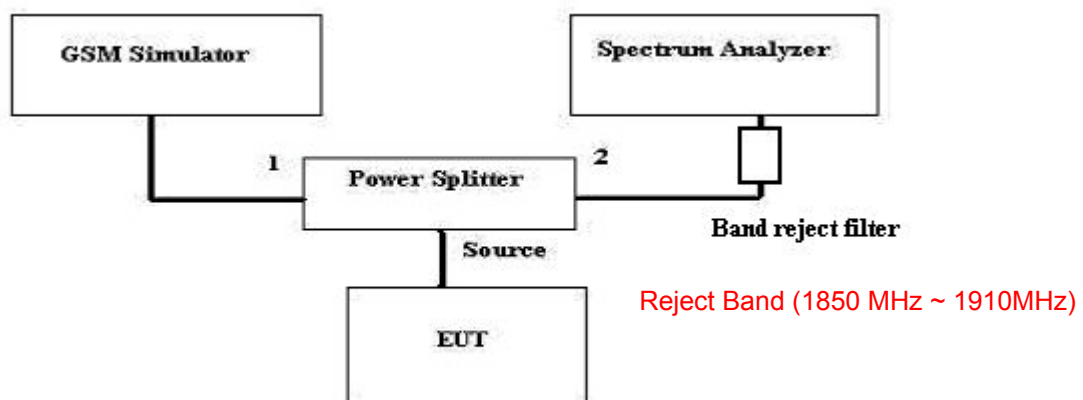 GSM Simulator
Spectrum Analyzer
1
2
Power Splitter
Band reject filter
Source
Reject Band (1850 MHz ~ 1910MHz)
EUT